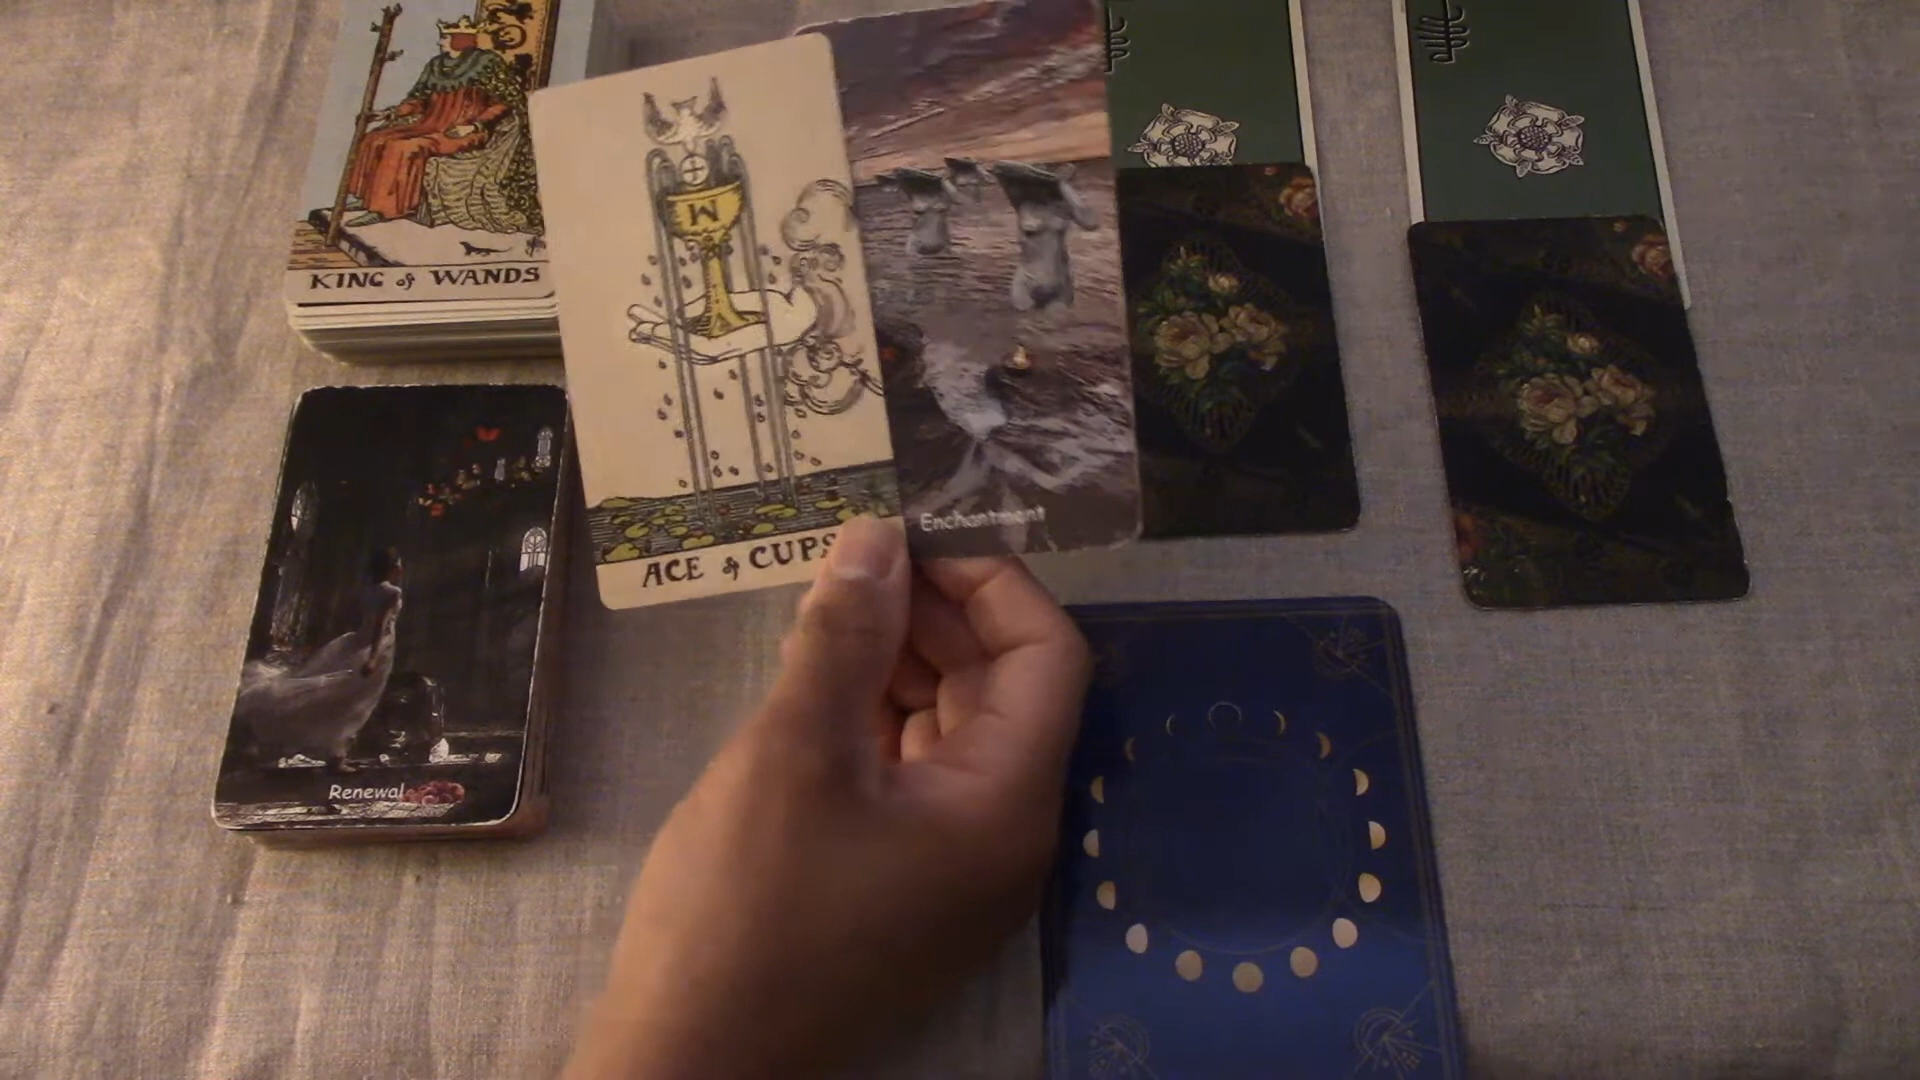 KING of WANDS
W
ACE of CUPS
Enchantment
Renewal